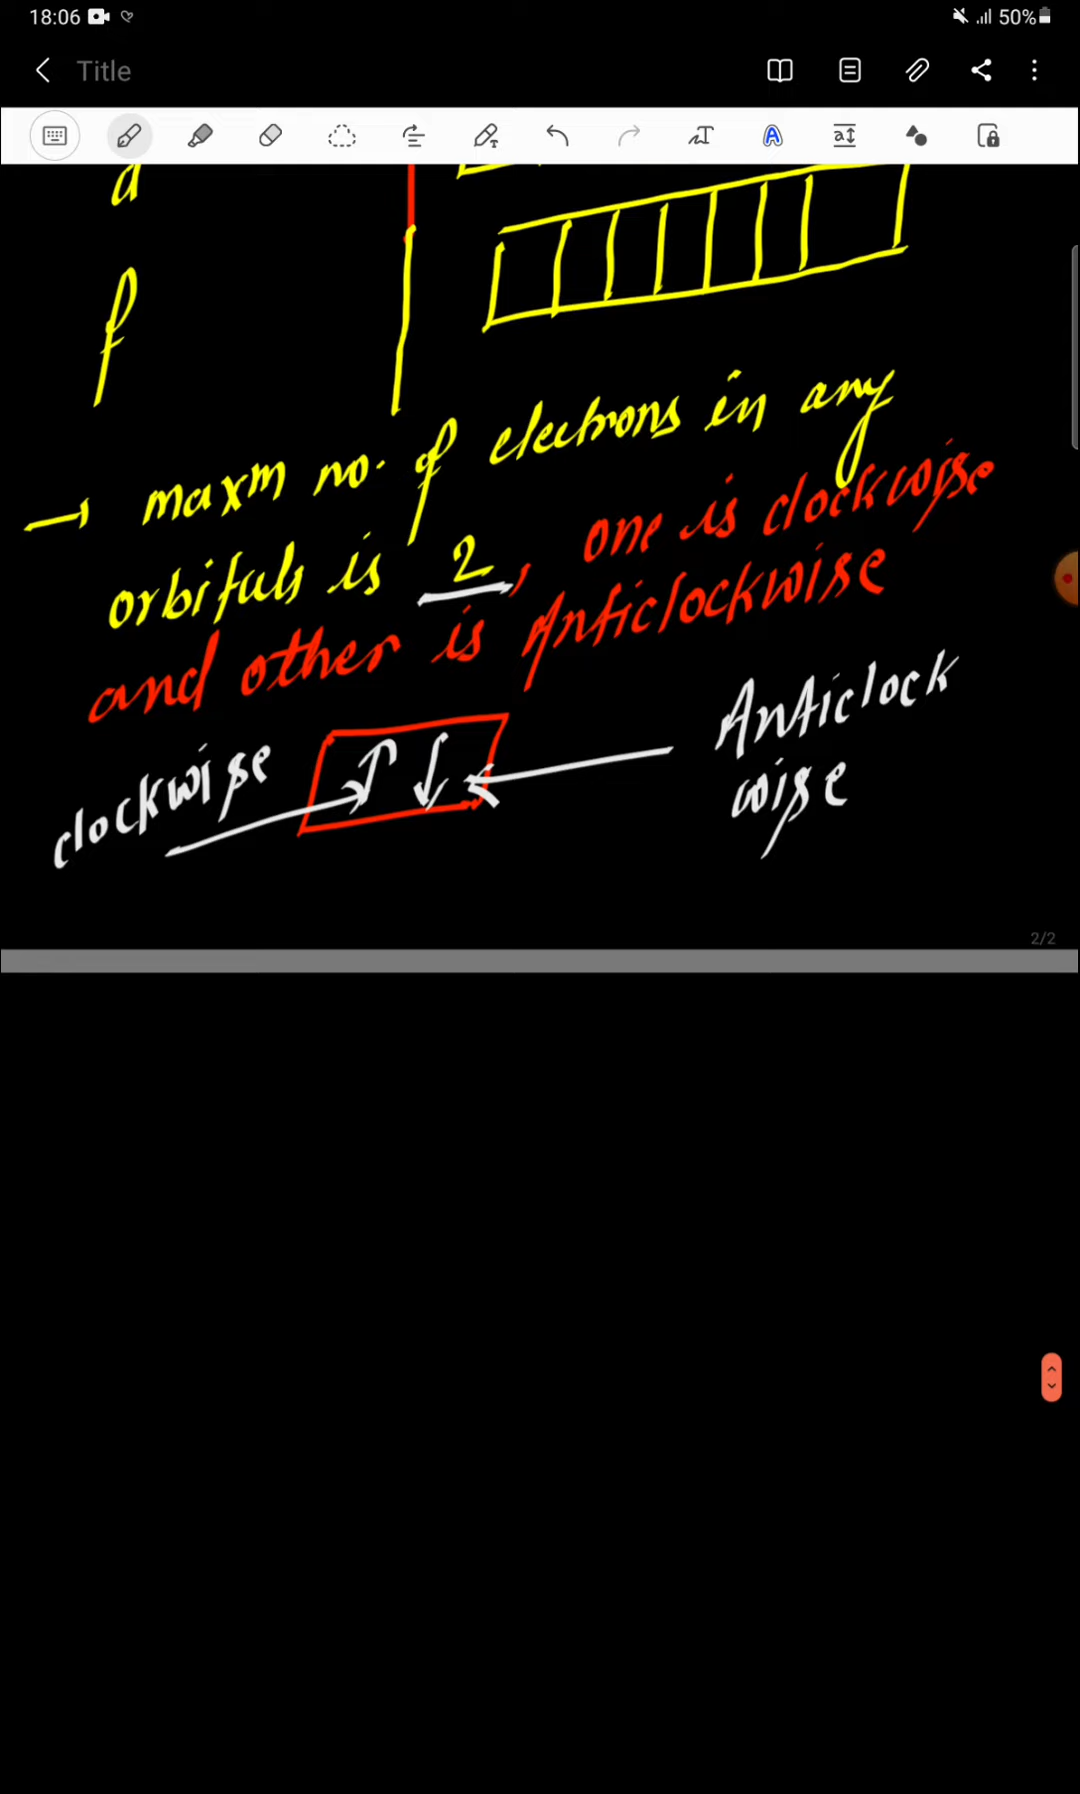 18:06
50%
Title
d
f
→ maxm no. of electrons in any
orbitals is 2, one is clockwise
and other is Anticlockwise
clockwise ↑↓ Anticlock
wise
2/2